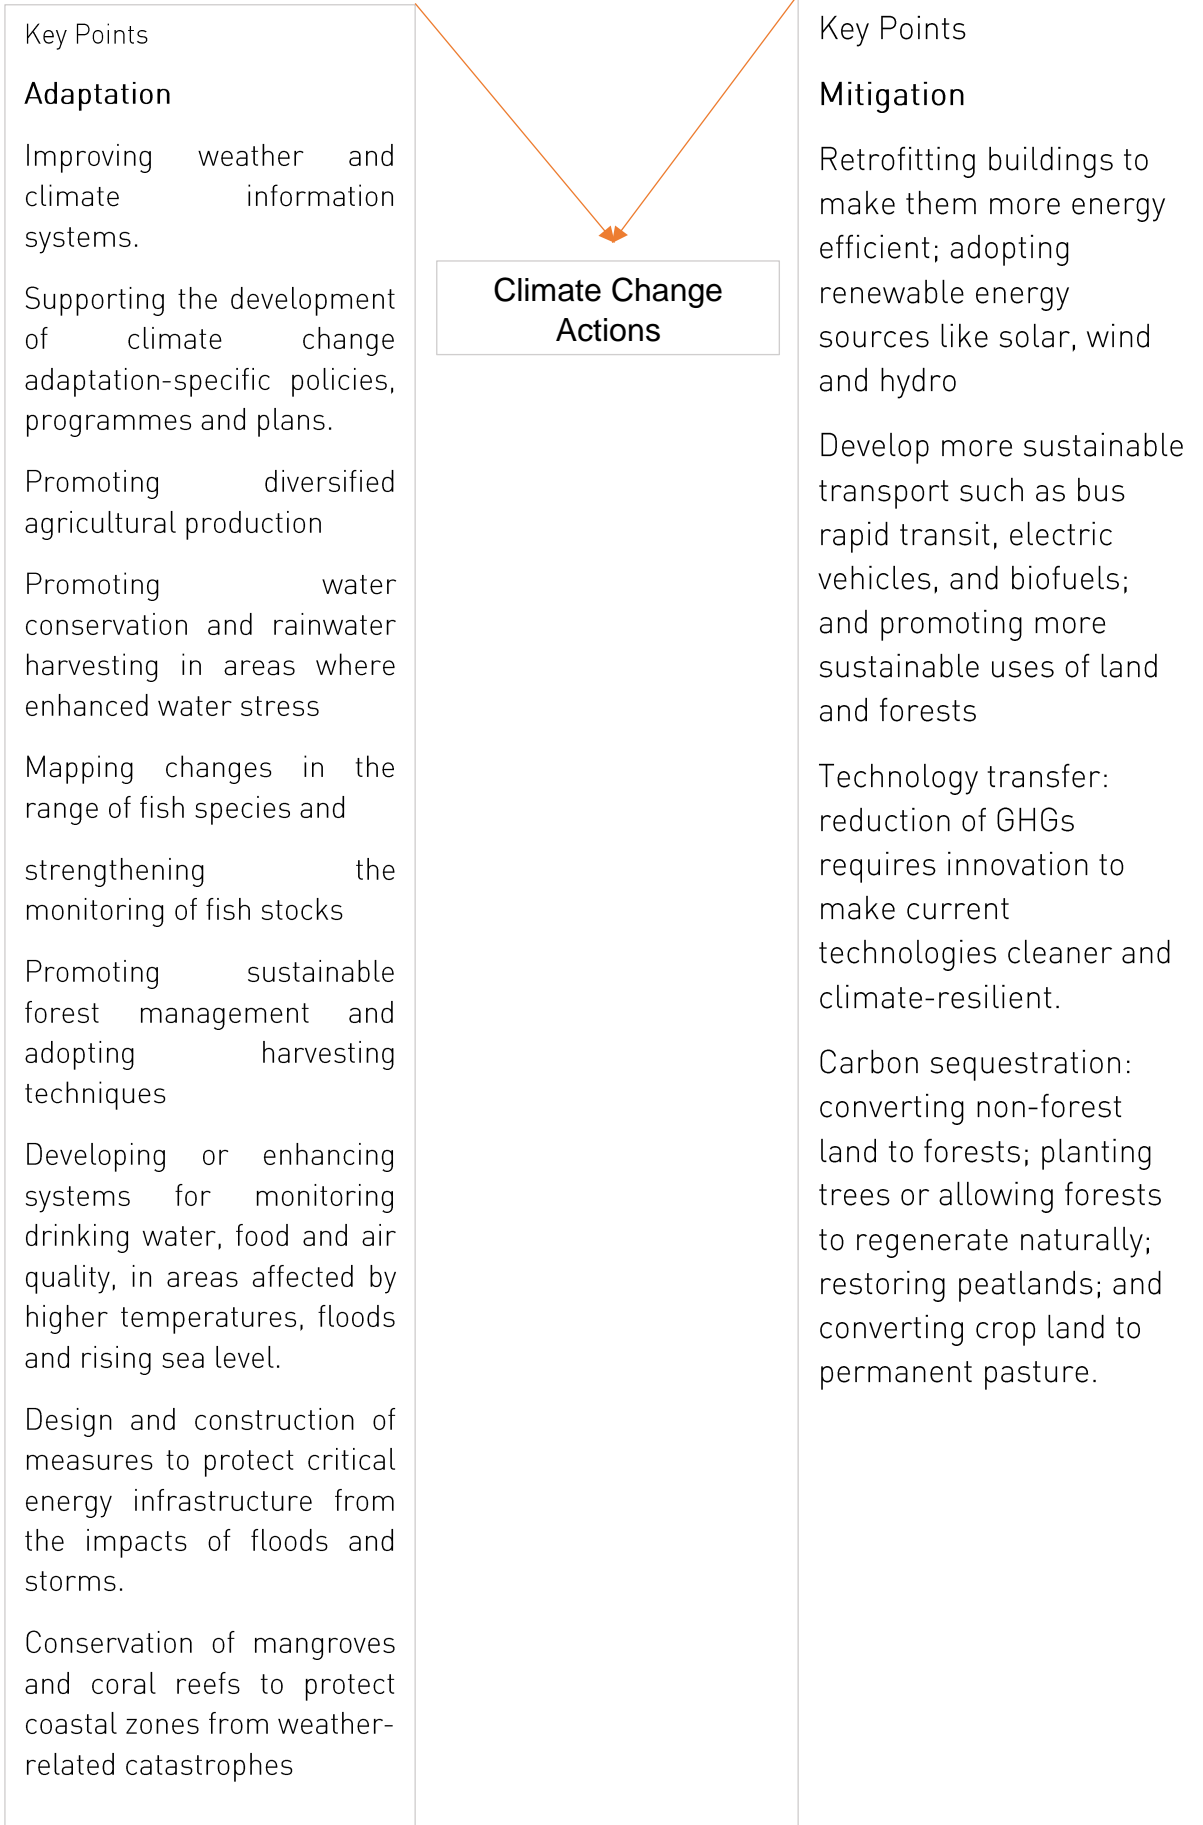 Key Points
Adaptation
Improving weather and
climate information
systems.
Supporting the development
of climate change
adaptation-specific policies,
programmes and plans.
Promoting diversified
agricultural production
Promoting water
conservation and rainwater
harvesting in areas where
enhanced water stress
Mapping changes in the
range of fish species and
strengthening the
monitoring of fish stocks
Promoting sustainable
forest management and
adopting harvesting
techniques
Developing or enhancing
systems for monitoring
drinking water, food and air
quality, in areas affected by
higher temperatures, floods
and rising sea level.
Design and construction of
measures to protect critical
energy infrastructure from
the impacts of floods and
storms.
Conservation of mangroves
and coral reefs to protect
coastal zones from weather-
related catastrophes
Climate Change
Actions
Key Points
Mitigation
Retrofitting buildings to
make them more energy
efficient; adopting
renewable energy
sources like solar, wind
and hydro
Develop more sustainable
transport such as bus
rapid transit, electric
vehicles, and biofuels;
and promoting more
sustainable uses of land
and forests
Technology transfer:
reduction of GHGs
requires innovation to
make current
technologies cleaner and
climate-resilient.
Carbon sequestration:
converting non-forest
land to forests; planting
trees or allowing forests
to regenerate naturally;
restoring peatlands; and
converting crop land to
permanent pasture.